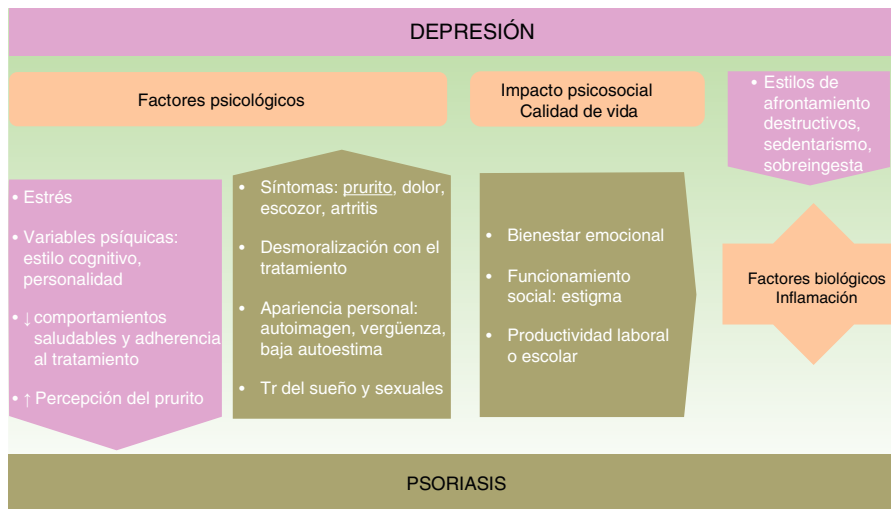 DEPRESIÓN
Factores psicológicos
Impacto psicosocial
Calidad de vida
• Estilos de
afrontamiento
destructivos,
sedentarismo,
sobreingesta
• Estrés
• Variables psíquicas:
estilo cognitivo,
personalidad
• ↓ comportamientos
saludables y adherencia
al tratamiento
• ↑ Percepción del prurito
• Síntomas: prurito, dolor,
escozor, artritis
• Desmoralización con el
tratamiento
• Apariencia personal:
autoimagen, vergüenza,
baja autoestima
• Tr del sueño y sexuales
• Bienestar emocional
• Funcionamiento
social: estigma
• Productividad laboral
o escolar
Factores biológicos
Inflamación
PSORIASIS